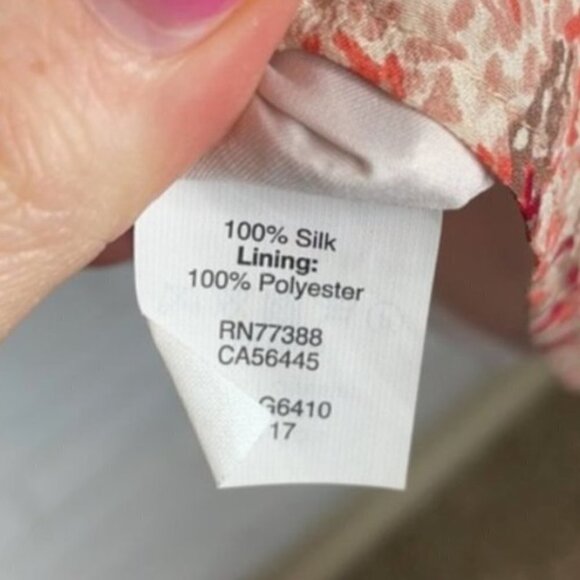 100% Silk
Lining:
100% Polyester
RN77388
CA56445
G6410
17